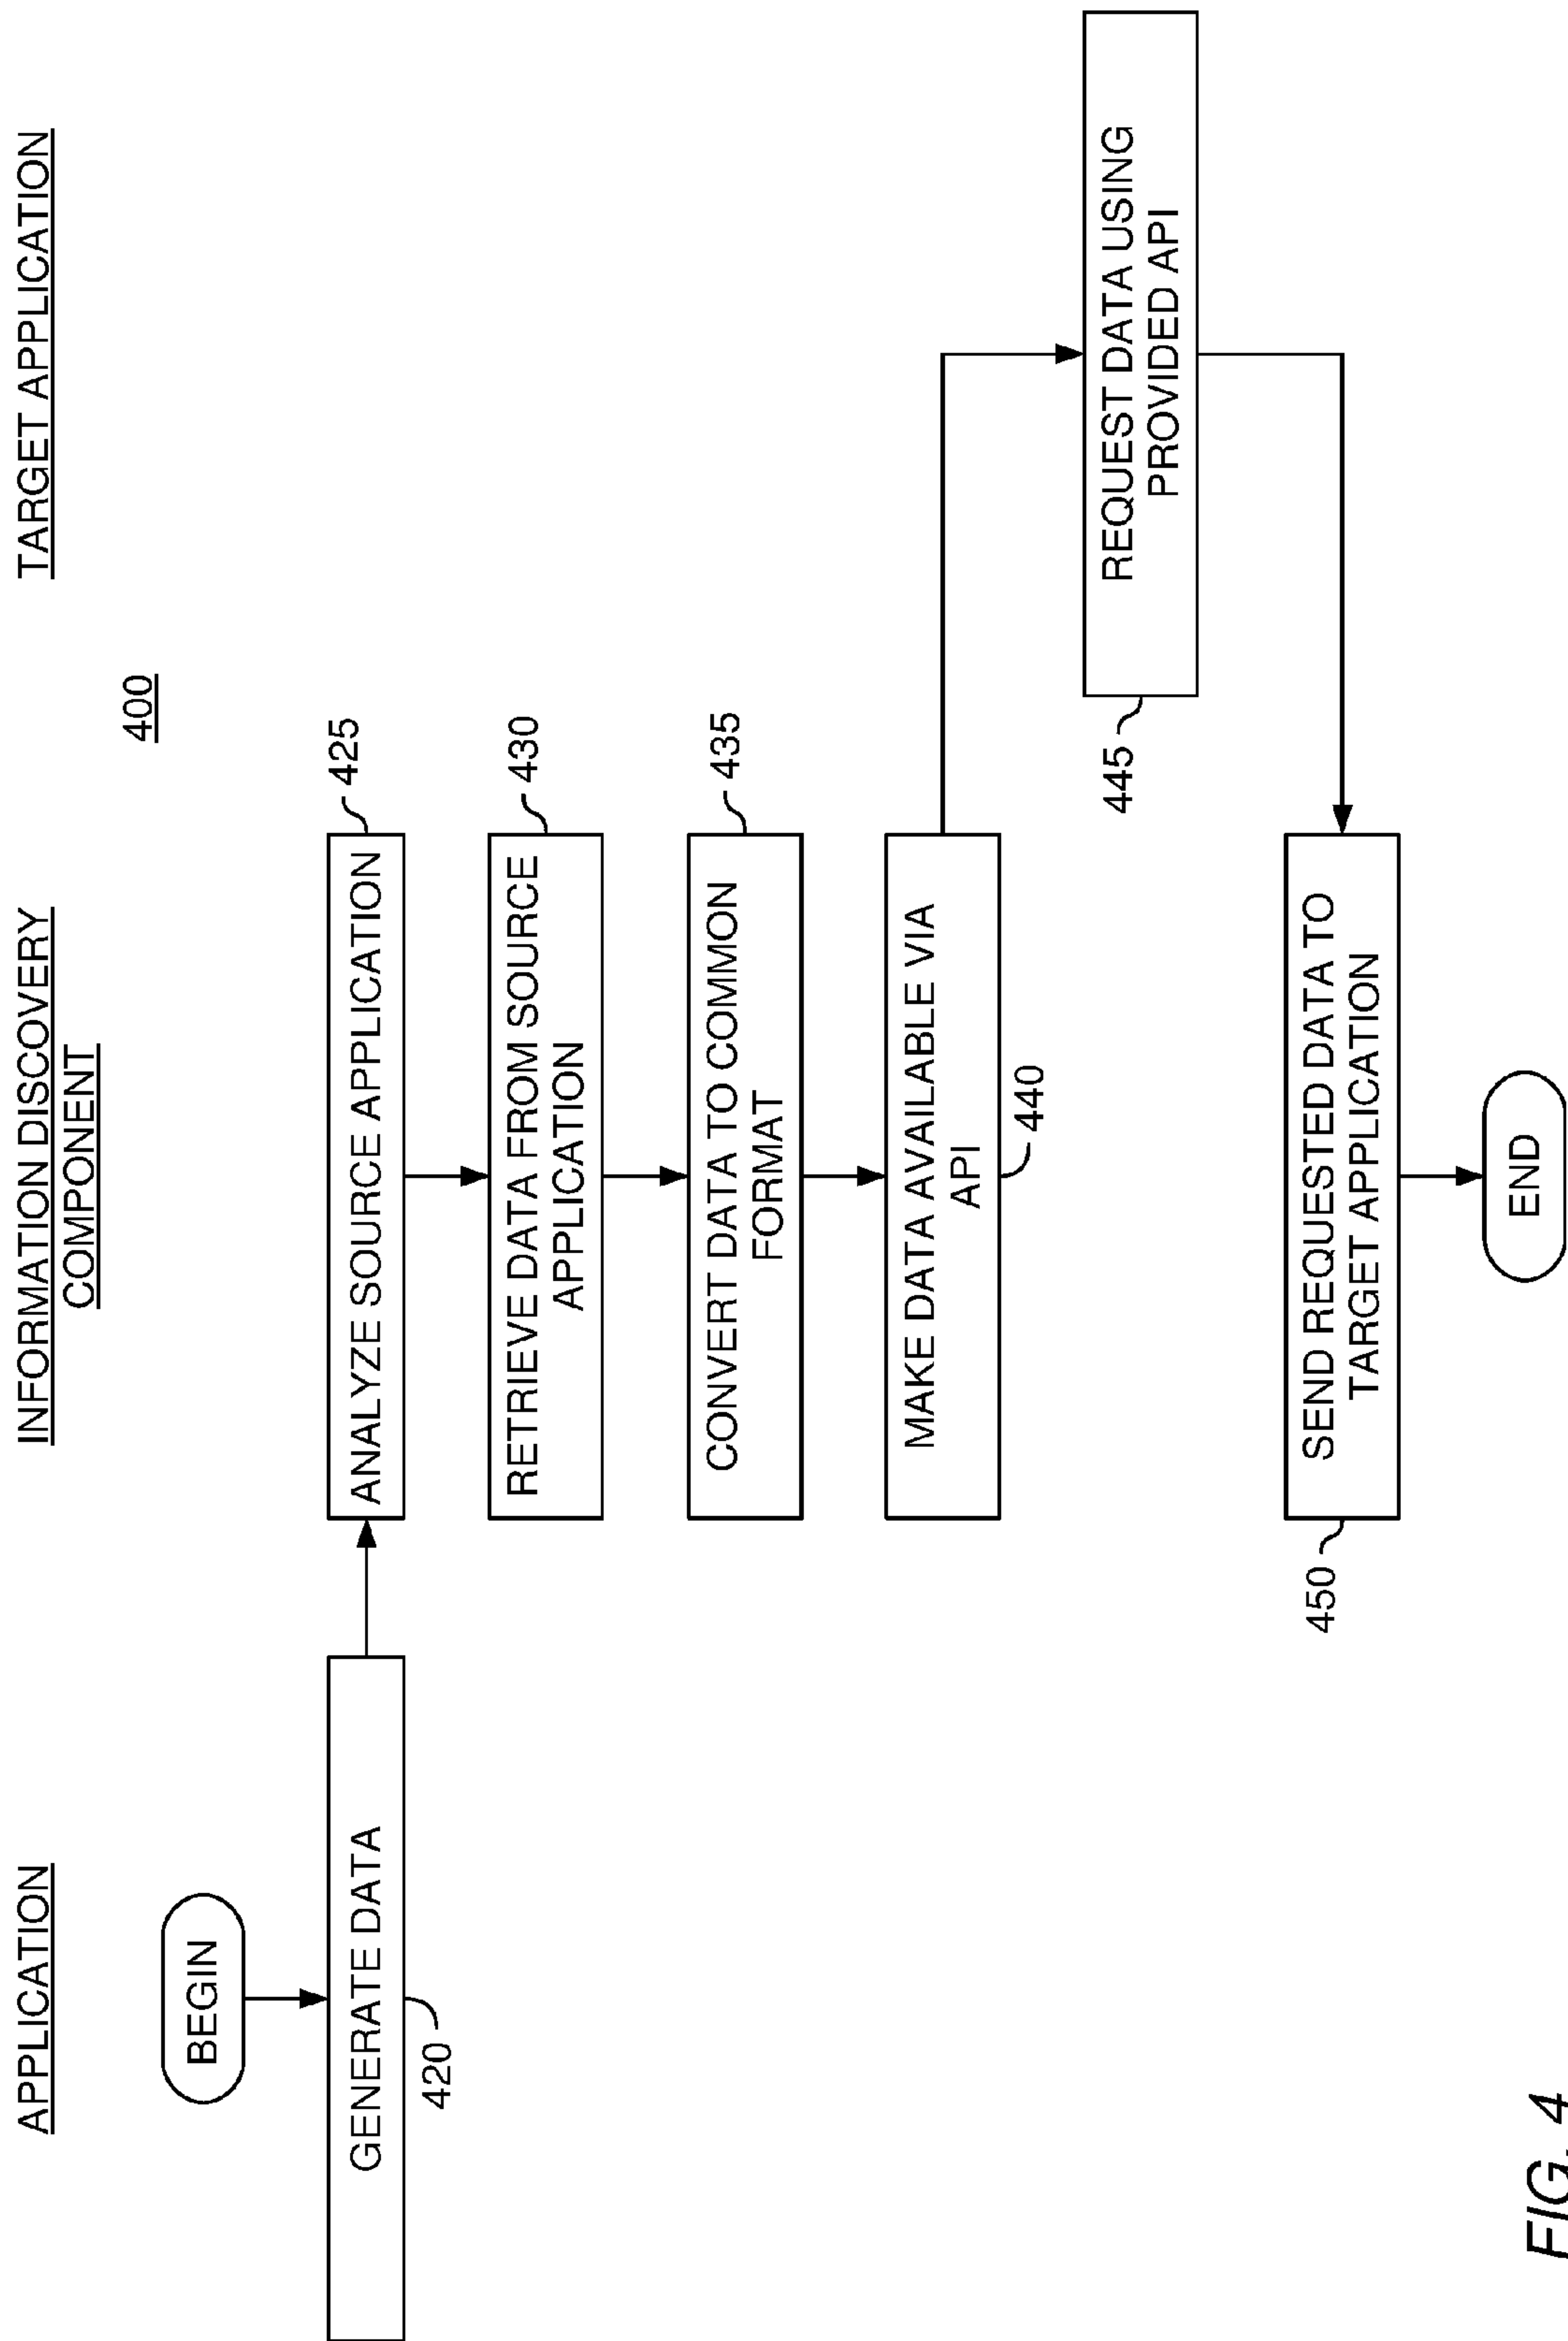 APPLICATION
INFORMATION DISCOVERY
COMPONENT
TARGET APPLICATION
400
BEGIN
GENERATE DATA
420
ANALYZE SOURCE APPLICATION
425
RETRIEVE DATA FROM SOURCE
APPLICATION
430
CONVERT DATA TO COMMON
FORMAT
435
MAKE DATA AVAILABLE VIA
API
440
REQUEST DATA USING
PROVIDED API
445
SEND REQUESTED DATA TO
TARGET APPLICATION
450
END
FIG. 4